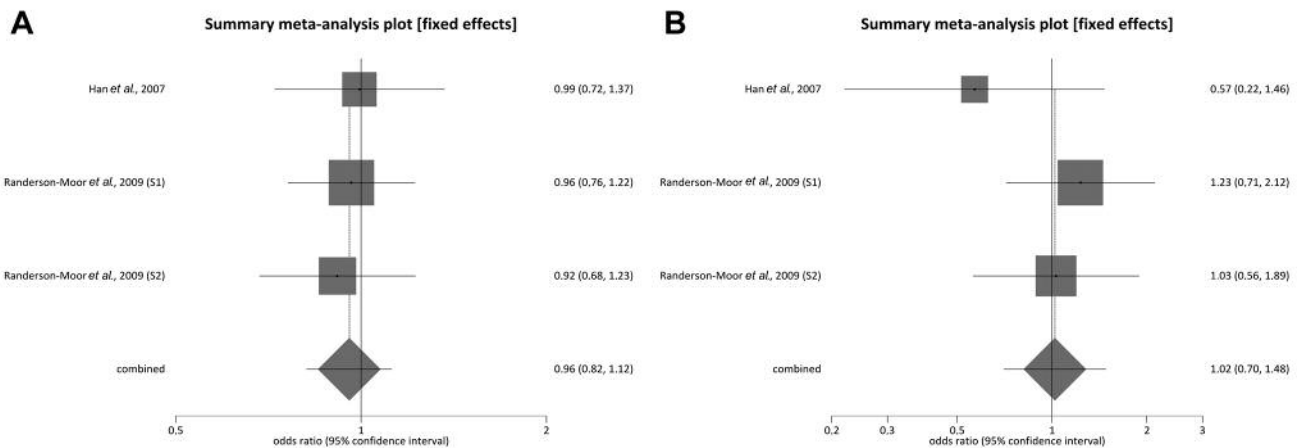 A
Summary meta-analysis plot [fixed effects]
Han et al., 2007
0.99 (0.72, 1.37)
Randerson-Moor et al., 2009 (S1)
0.96 (0.76, 1.22)
Randerson-Moor et al., 2009 (S2)
0.92 (0.68, 1.23)
combined
0.96 (0.82, 1.12)
0.5
1
2
odds ratio (95% confidence interval)
B
Summary meta-analysis plot [fixed effects]
Han et al., 2007
0.57 (0.22, 1.46)
Randerson-Moor et al., 2009 (S1)
1.23 (0.71, 2.12)
Randerson-Moor et al., 2009 (S2)
1.03 (0.56, 1.89)
combined
1.02 (0.70, 1.48)
0.2
0.3
0.5
1
2
3
odds ratio (95% confidence interval)